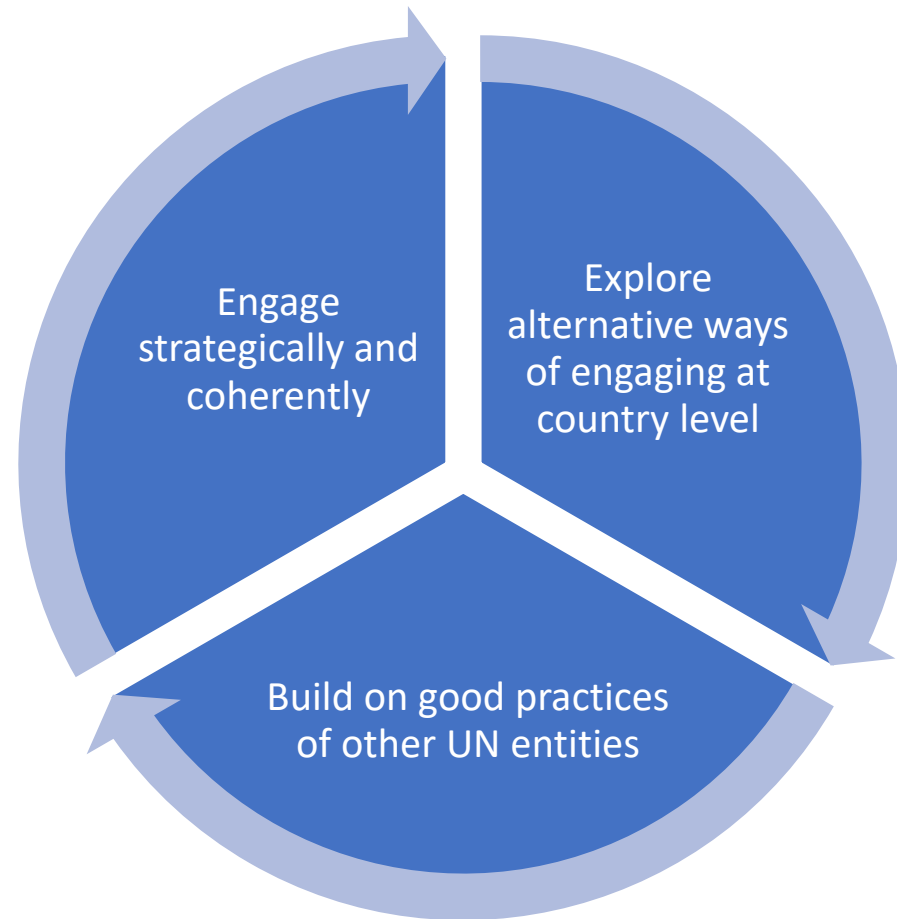 Engage
strategically and
coherently
Explore
alternative ways
of engaging at
country level
Build on good practices
of other UN entities